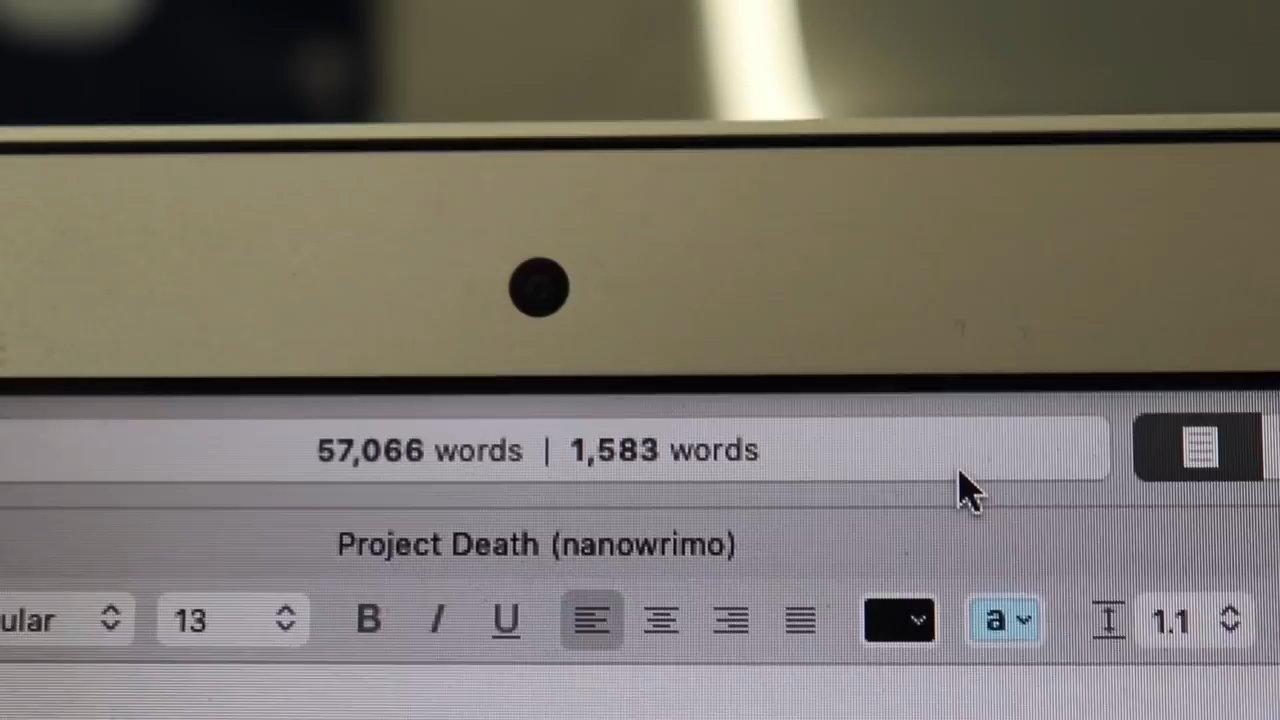 57,066 words | 1,583 words
Project Death (nanowrimo)
ular 13 B I U a 1.1